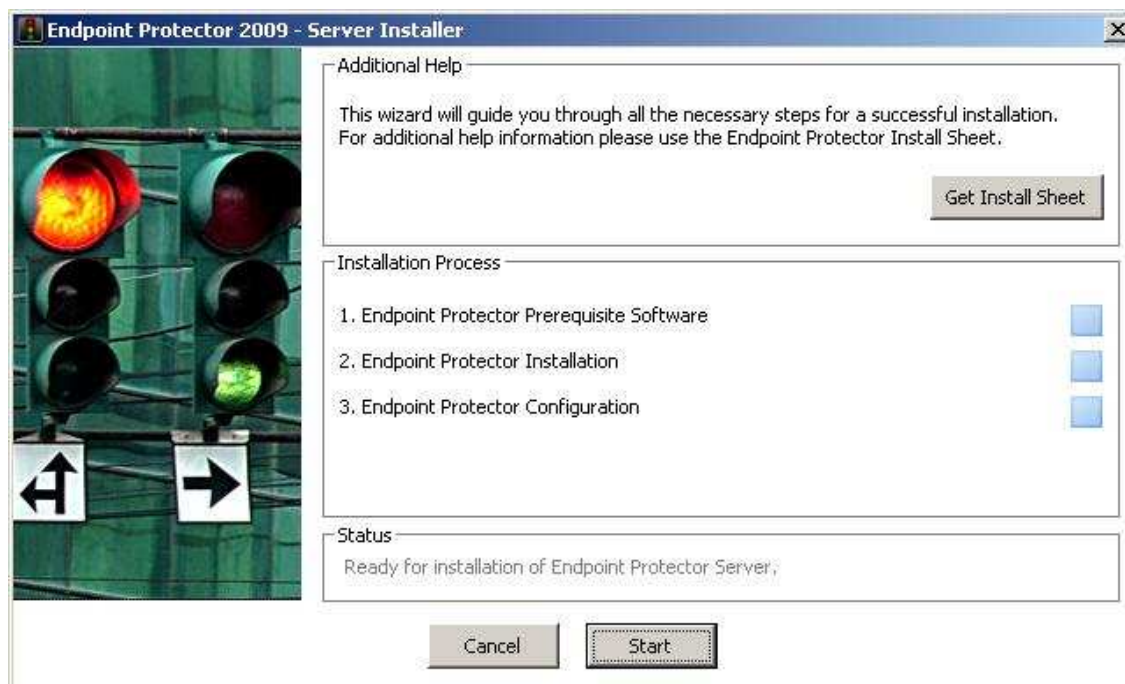 Endpoint Protector 2009 - Server Installer
Additional Help
This wizard will guide you through all the necessary steps for a successful installation.
For additional help information please use the Endpoint Protector Install Sheet.
Get Install Sheet
Installation Process
1. Endpoint Protector Prerequisite Software
2. Endpoint Protector Installation
3. Endpoint Protector Configuration
Status
Ready for installation of Endpoint Protector Server.
Cancel
Start